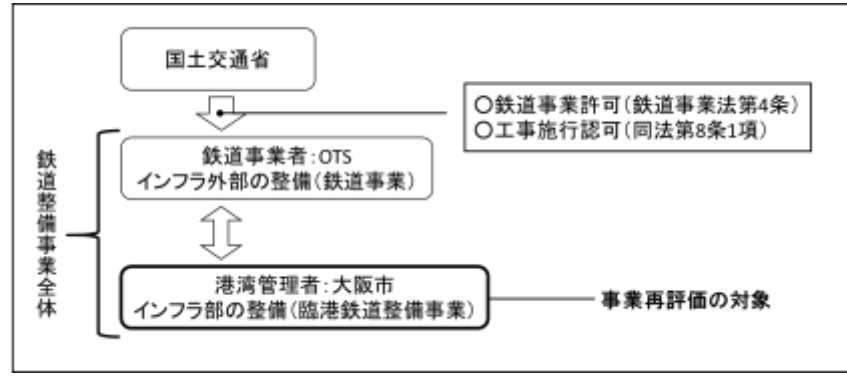 国土交通省
○鉄道事業許可(鉄道事業法第4条)
○工事施行認可(同法第8条1項)
鉄道整備事業全体
鉄道事業者:OTS
インフラ外部の整備(鉄道事業)
港湾管理者:大阪市
インフラ部の整備(臨港鉄道整備事業)
事業再評価の対象